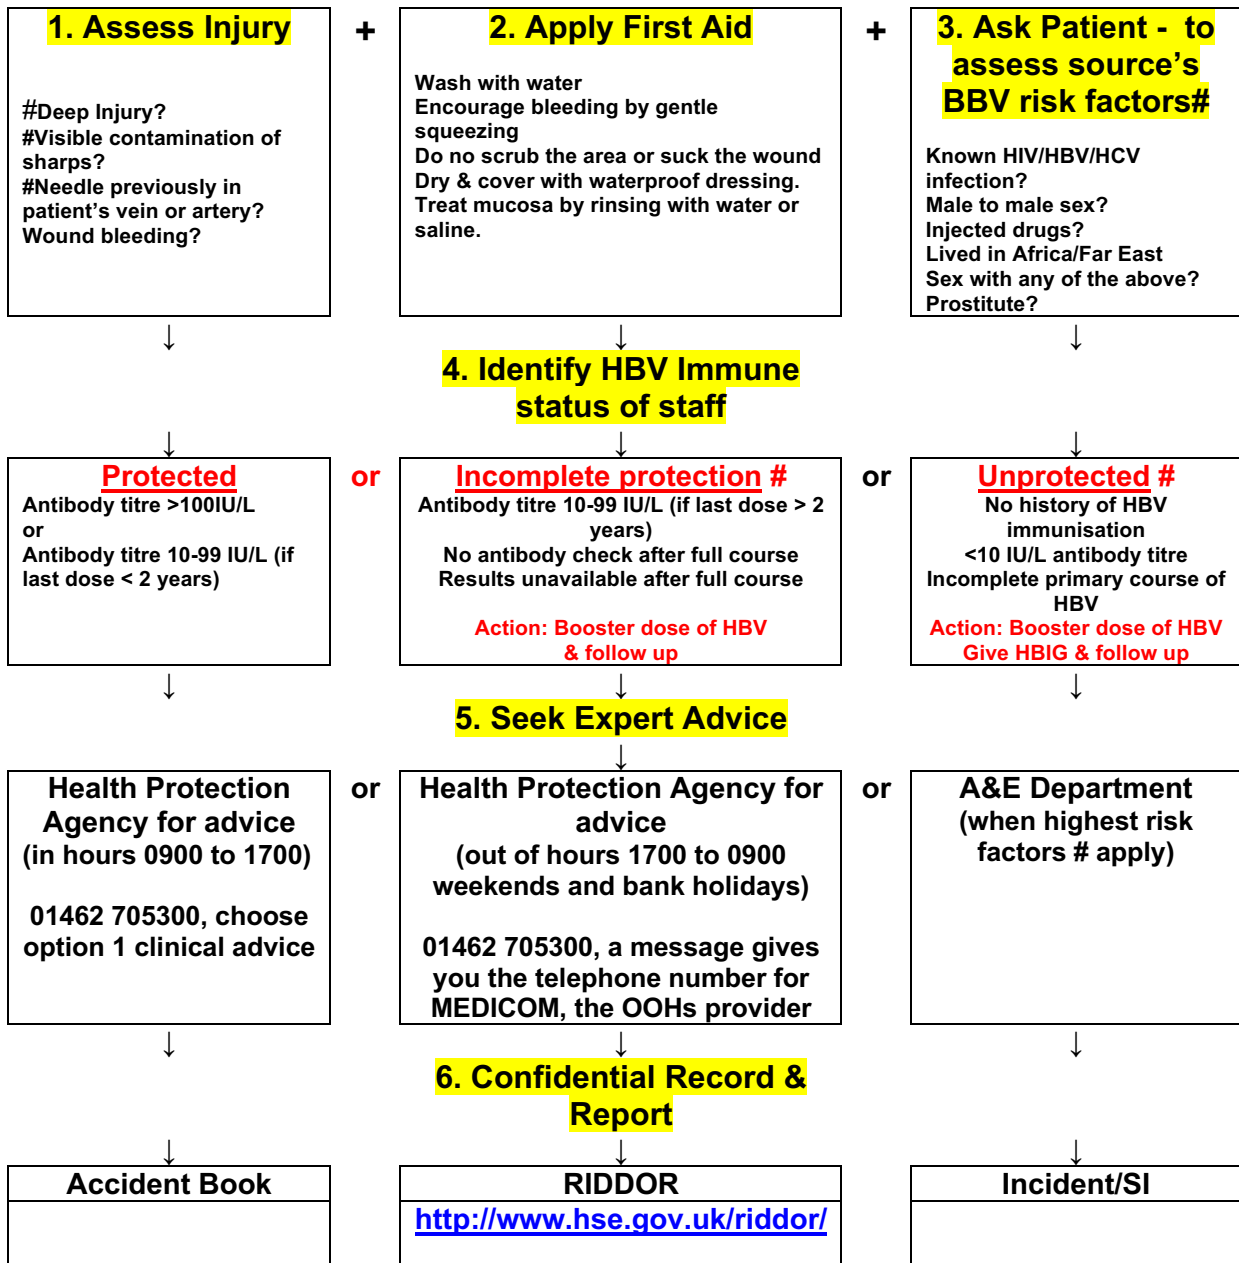 1. Assess Injury
+
2. Apply First Aid
+
3. Ask Patient - to
assess source's
BBV risk factors#
#Deep Injury?
#Visible contamination of
sharps?
#Needle previously in
patient's vein or artery?
Wound bleeding?
Wash with water
Encourage bleeding by gentle
squeezing
Do no scrub the area or suck the wound
Dry & cover with waterproof dressing.
Treat mucosa by rinsing with water or
saline.
Known HIV/HBV/HCV
infection?
Male to male sex?
Injected drugs?
Lived in Africa/Far East
Sex with any of the above?
Prostitute?
↓ ↓ ↓
4. Identify HBV Immune
status of staff
↓ ↓ ↓
Protected
Antibody titre >100IU/L
or
Antibody titre 10-99 IU/L (if
last dose < 2 years)
or
Incomplete protection #
Antibody titre 10-99 IU/L (if last dose > 2
years)
No antibody check after full course
Results unavailable after full course
Action: Booster dose of HBV
& follow up
or
Unprotected #
No history of HBV
immunisation
<10 IU/L antibody titre
Incomplete primary course of
HBV
Action: Booster dose of HBV
Give HBIG & follow up
↓ ↓
5. Seek Expert Advice
↓
Health Protection
Agency for advice
(in hours 0900 to 1700)
01462 705300, choose
option 1 clinical advice
or
Health Protection Agency for
advice
(out of hours 1700 to 0900
weekends and bank holidays)
01462 705300, a message gives
you the telephone number for
MEDICOM, the OOHs provider
or
A&E Department
(when highest risk
factors # apply)
↓ ↓ ↓
6. Confidential Record &
Report
↓ ↓ ↓
Accident Book
RIDDOR
http://www.hse.gov.uk/riddor/
Incident/SI